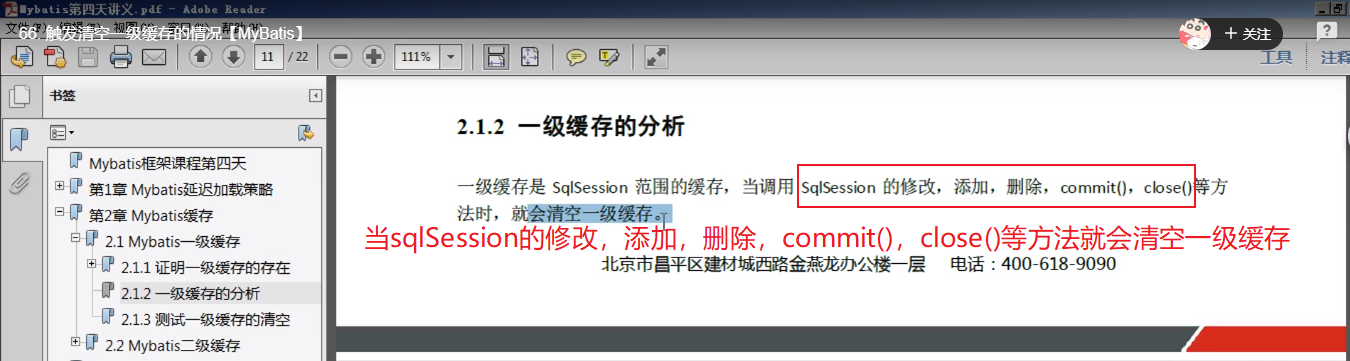 Mybatis第四天讲义.pdf - Adobe Reader
66. 触发清空一级缓存的情况【MyBatis】
+ 关注
?
11 / 22
111%
工具
注释
书签
Mybatis框架课程第四天
第1章 Mybatis延迟加载策略
第2章 Mybatis缓存
2.1 Mybatis一级缓存
2.1.1 证明一级缓存的存在
2.1.2 一级缓存的分析
2.1.3 测试一级缓存的清空
2.2 Mybatis二级缓存
2.1.2 一级缓存的分析
一级缓存是 SqlSession 范围的缓存，当调用 SqlSession 的修改，添加，删除，commit()，close()等方
法时，就会清空一级缓存。
当sqlSession的修改，添加，删除，commit()，close()等方法就会清空一级缓存
北京市昌平区建材城西路金燕龙办公楼一层 电话：400-618-9090